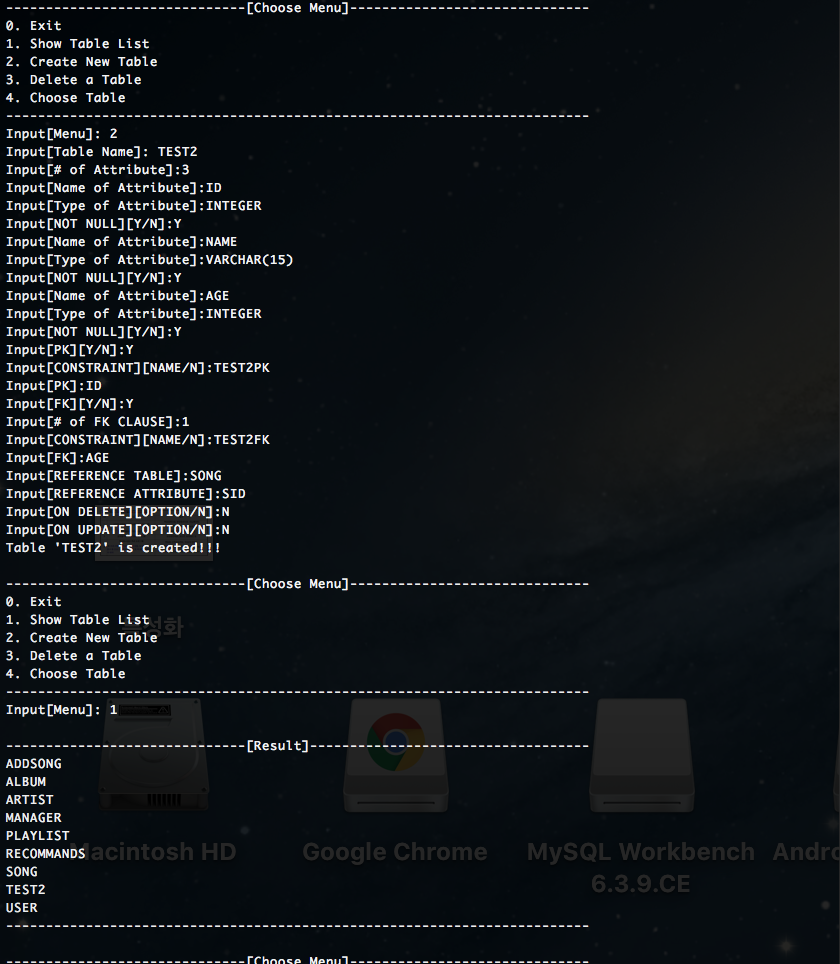 ------------------------------[Choose Menu]------------------------------
0. Exit
1. Show Table List
2. Create New Table
3. Delete a Table
4. Choose Table
-------------------------------------------------------------------------
Input[Menu]: 2
Input[Table Name]: TEST2
Input[# of Attribute]:3
Input[Name of Attribute]:ID
Input[Type of Attribute]:INTEGER
Input[NOT NULL][Y/N]:Y
Input[Name of Attribute]:NAME
Input[Type of Attribute]:VARCHAR(15)
Input[NOT NULL][Y/N]:Y
Input[Name of Attribute]:AGE
Input[Type of Attribute]:INTEGER
Input[NOT NULL][Y/N]:Y
Input[PK][Y/N]:Y
Input[CONSTRAINT][NAME/N]:TEST2PK
Input[PK]:ID
Input[FK][Y/N]:Y
Input[# of FK CLAUSE]:1
Input[CONSTRAINT][NAME/N]:TEST2FK
Input[FK]:AGE
Input[REFERENCE TABLE]:SONG
Input[REFERENCE ATTRIBUTE]:SID
Input[ON DELETE][OPTION/N]:N
Input[ON UPDATE][OPTION/N]:N
Table 'TEST2' is created!!!
------------------------------[Choose Menu]------------------------------
0. Exit
1. Show Table List
2. Create New Table
3. Delete a Table
4. Choose Table
-------------------------------------------------------------------------
Input[Menu]: 1
------------------------------[Result]-----------------------------------
ADDSONG
ALBUM
ARTIST
MANAGER
PLAYLIST
RECOMMANDS
SONG
TEST2
USER
-------------------------------------------------------------------------
------------------------------[Choose Menu]------------------------------
Macintosh HD
Google Chrome
MySQL Workbench
6.3.9.CE